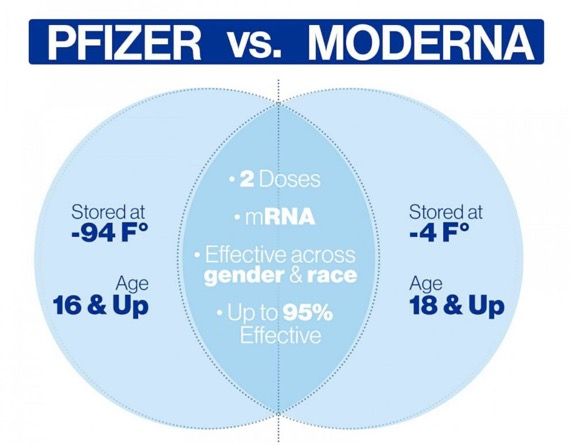 PFIZER vs. MODERNA
Stored at
-94 F°
Age
16 & Up
• 2 Doses
• mRNA
• Effective across
gender & race
• Up to 95%
Effective
Stored at
-4 F°
Age
18 & Up